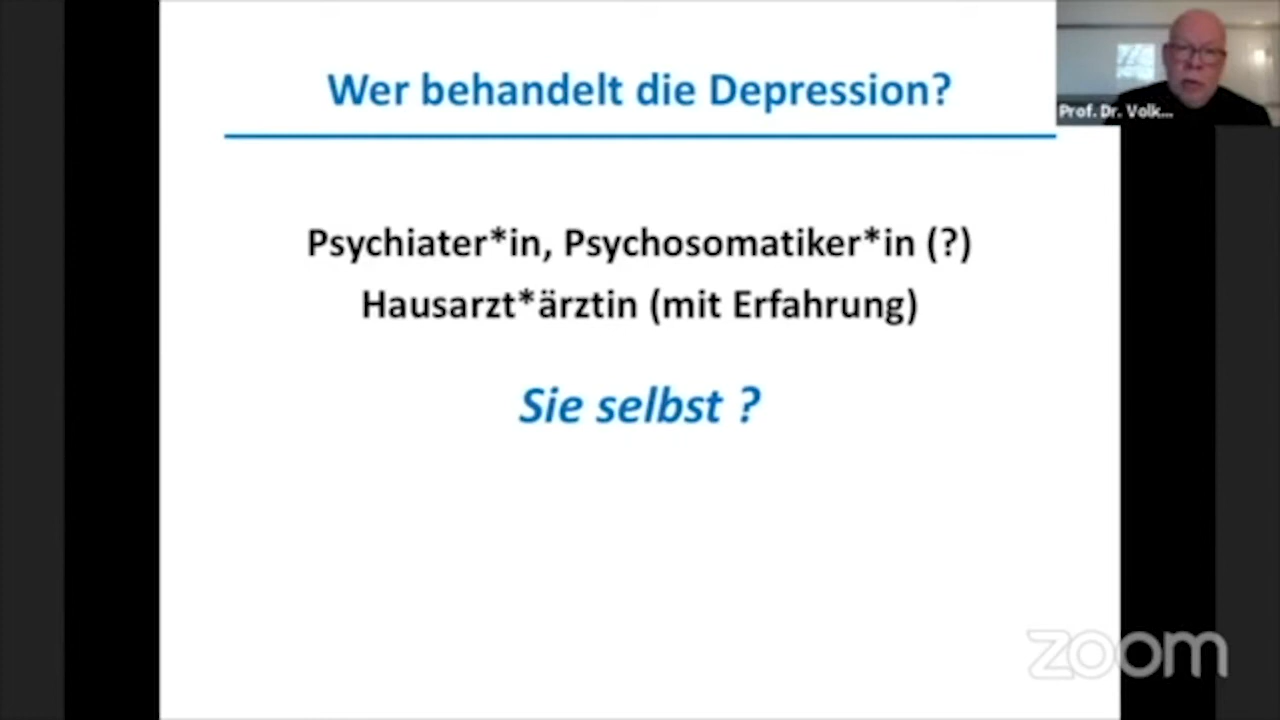 Wer behandelt die Depression?
Prof. Dr. Volk...
Psychiater*in, Psychosomatiker*in (?)
Hausarzt*ärztin (mit Erfahrung)
Sie selbst ?
zoom